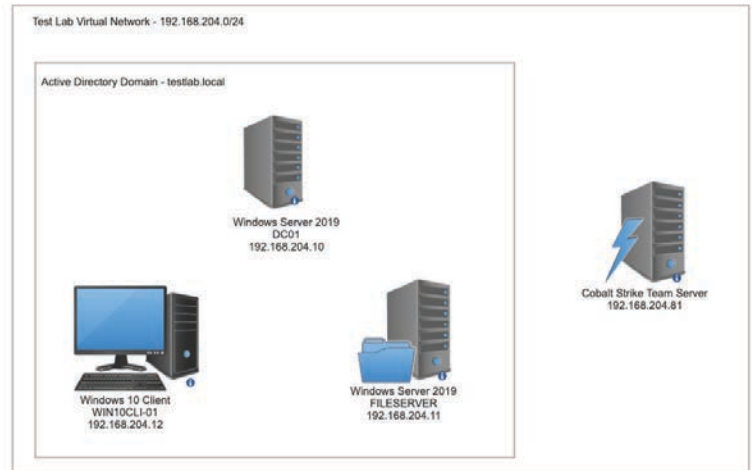 Test Lab Virtual Network - 192.168.204.0/24
Active Directory Domain - testlab.local
Windows Server 2019
DC01
192.168.204.10
Cobalt Strike Team Server
192.168.204.81
Windows 10 Client
WIN10CLI-01
192.168.204.12
Windows Server 2019
FILESERVER
192.168.204.11